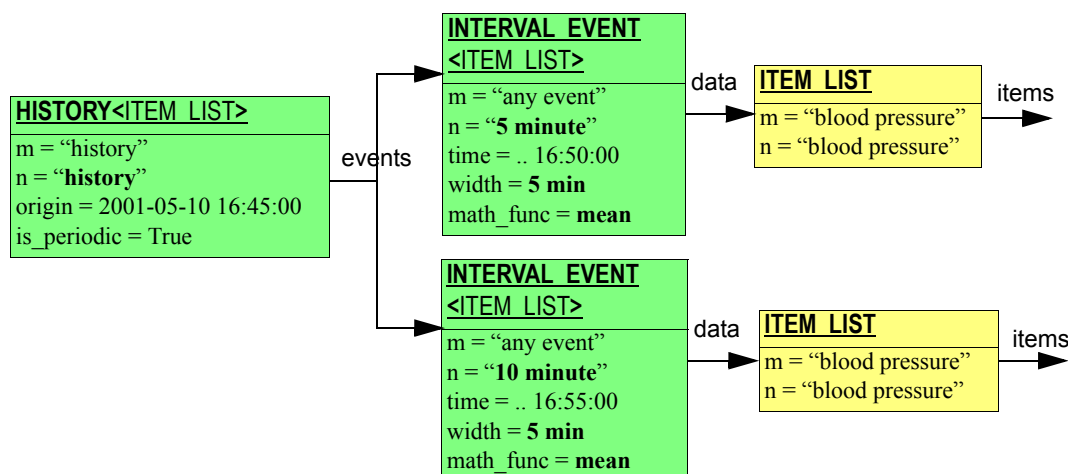 HISTORY<ITEM_LIST>
m = “history”
n = “history”
origin = 2001-05-10 16:45:00
is_periodic = True
events
INTERVAL_EVENT
<ITEM_LIST>
m = “any event”
n = “5 minute”
time = .. 16:50:00
width = 5 min
math_func = mean
data
ITEM_LIST
m = “blood pressure”
n = “blood pressure”
items
INTERVAL_EVENT
<ITEM_LIST>
m = “any event”
n = “10 minute”
time = .. 16:55:00
width = 5 min
math_func = mean
data
ITEM_LIST
m = “blood pressure”
n = “blood pressure”
items